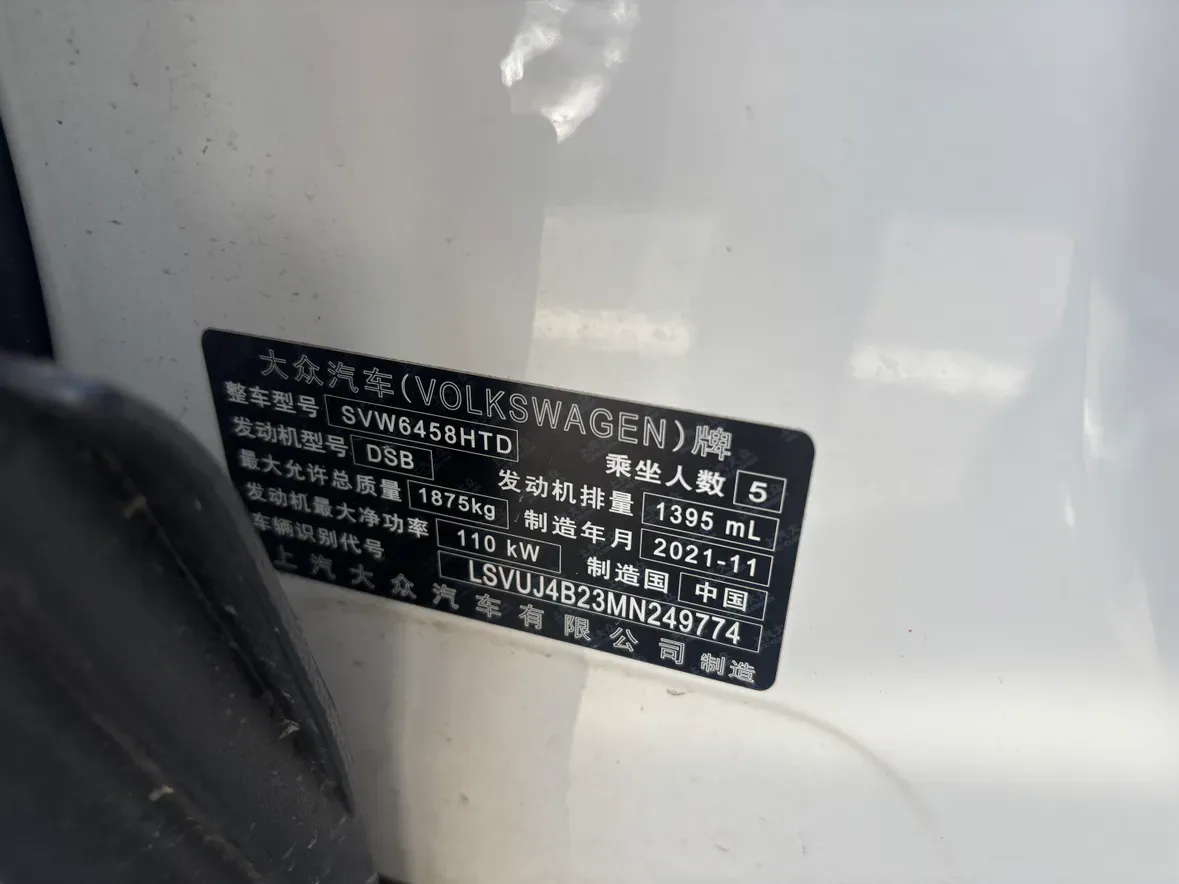 大众汽车(VOLKSWAGEN)牌
整车型号 SVW6458HTD 乘坐人数 5
发动机型号 DSB 发动机排量 1395 mL
最大允许总质量 1875kg 制造年月 2021-11
发动机最大净功率 110 kW 制造国 中国
车辆识别代号 LSVUJ4B23MN249774
上汽大众汽车有限公司 制造